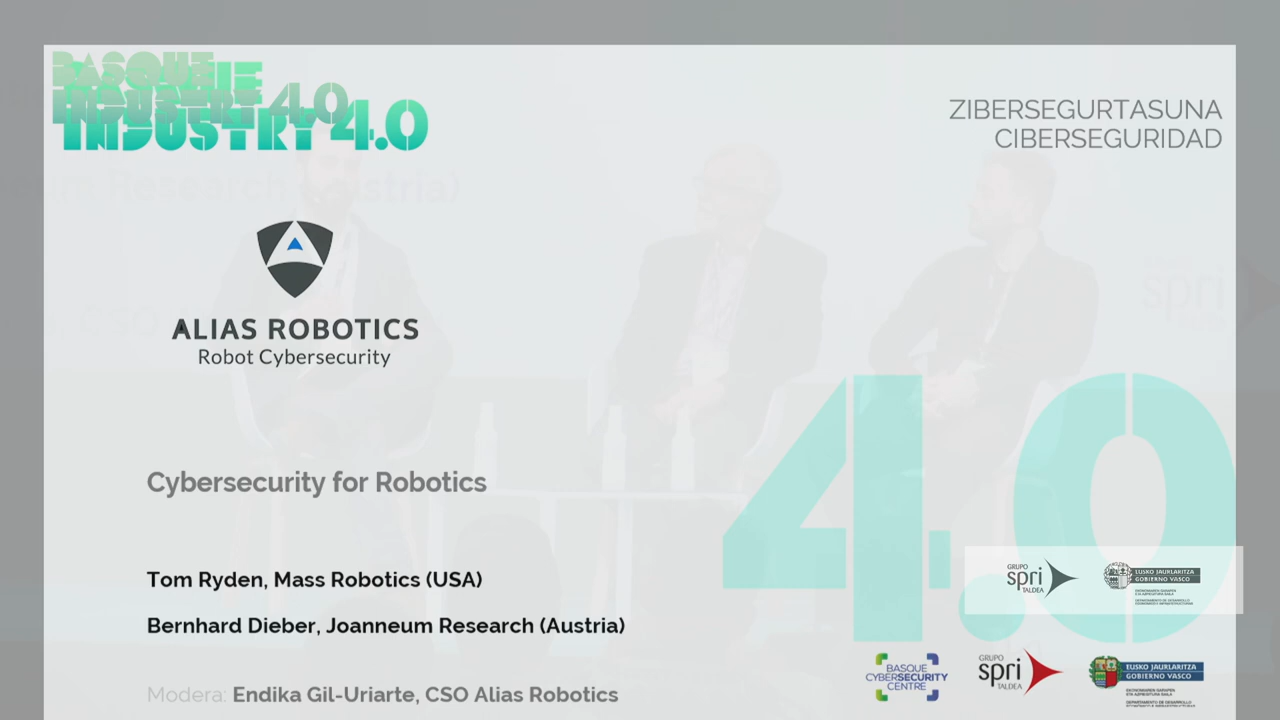 BASQUE
INDUSTRY 4.0
ZIBERSEGURTASUNA
CIBERSEGURIDAD
ALIAS ROBOTICS
Robot Cybersecurity
Cybersecurity for Robotics
4.0
Tom Ryden, Mass Robotics (USA)
Bernhard Dieber, Joanneum Research (Austria)
Modera: Endika Gil-Uriarte, CSO Alias Robotics
GRUPO
spri
TALDEA
EUSKO JAURLARITZA
GOBIERNO VASCO
BASQUE
CYBERSECURITY
CENTRE
GRUPO
spri
TALDEA
EUSKO JAURLARITZA
GOBIERNO VASCO